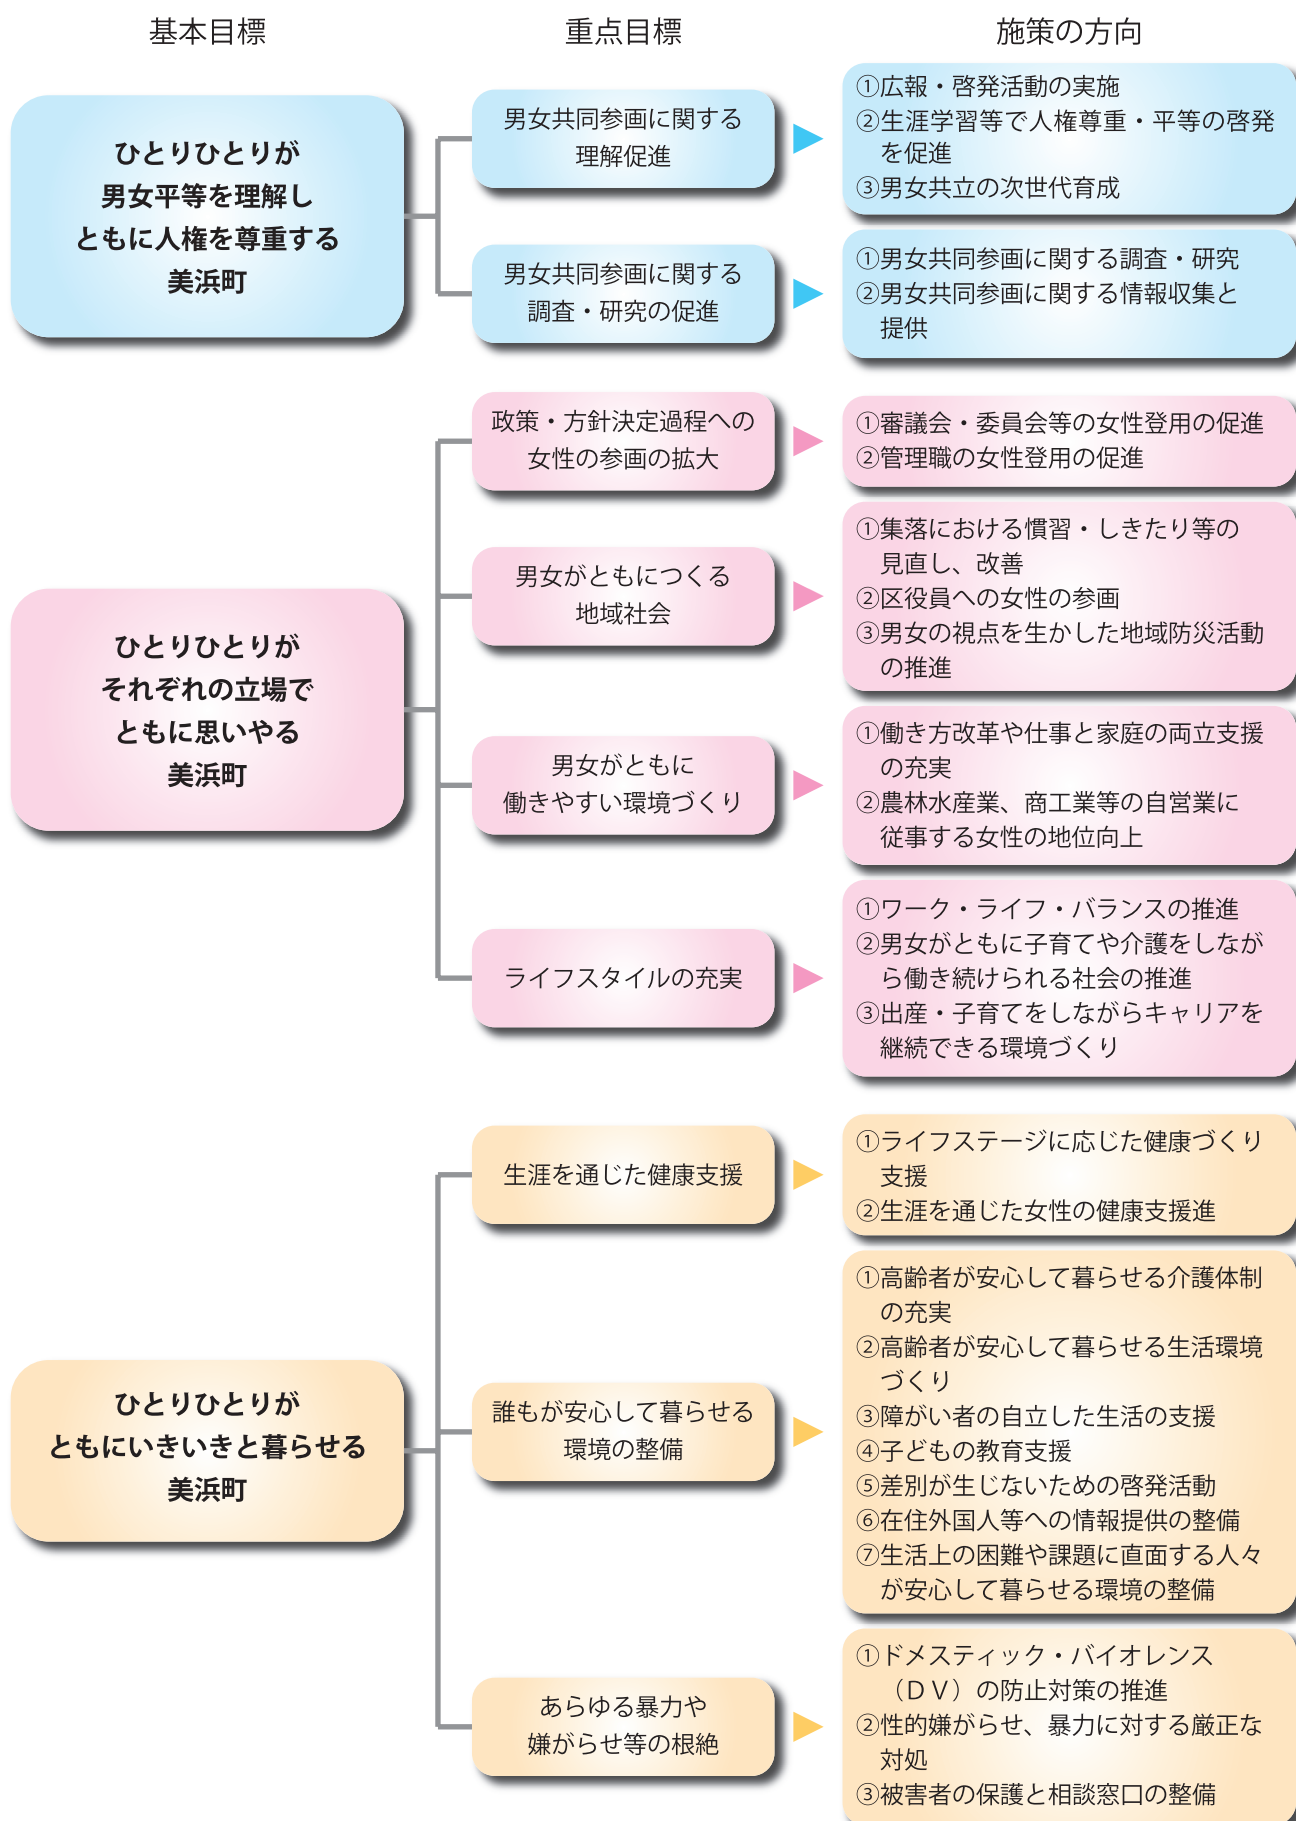 基本目標
重点目標
施策の方向
ひとりひとりが
男女平等を理解し
ともに人権を尊重する
美浜町
男女共同参画に関する
理解促進
①広報・啓発活動の実施
②生涯学習等で人権尊重・平等の啓発
を促進
③男女共立の次世代育成
男女共同参画に関する
調査・研究の促進
①男女共同参画に関する調査・研究
②男女共同参画に関する情報収集と
提供
ひとりひとりが
それぞれの立場で
ともに思いやる
美浜町
政策・方針決定過程への
女性の参画の拡大
①審議会・委員会等の女性登用の促進
②管理職の女性登用の促進
男女がともにつくる
地域社会
①集落における慣習・しきたり等の
見直し、改善
②区役員への女性の参画
③男女の視点を生かした地域防災活動
の推進
男女がともに
働きやすい環境づくり
①働き方改革や仕事と家庭の両立支援
の充実
②農林水産業、商工業等の自営業に
従事する女性の地位向上
ライフスタイルの充実
①ワーク・ライフ・バランスの推進
②男女がともに子育てや介護をしなが
ら働き続けられる社会の推進
③出産・子育てをしながらキャリアを
継続できる環境づくり
ひとりひとりが
ともにいきいきと暮らせる
美浜町
生涯を通じた健康支援
①ライフステージに応じた健康づくり
支援
②生涯を通じた女性の健康支援進
誰もが安心して暮らせる
環境の整備
①高齢者が安心して暮らせる介護体制
の充実
②高齢者が安心して暮らせる生活環境
づくり
③障がい者の自立した生活の支援
④子どもの教育支援
⑤差別が生じないための啓発活動
⑥在住外国人等への情報提供の整備
⑦生活上の困難や課題に直面する人々
が安心して暮らせる環境の整備
あらゆる暴力や
嫌がらせ等の根絶
①ドメスティック・バイオレンス
（ＤＶ）の防止対策の推進
②性的嫌がらせ、暴力に対する厳正な
対処
③被害者の保護と相談窓口の整備